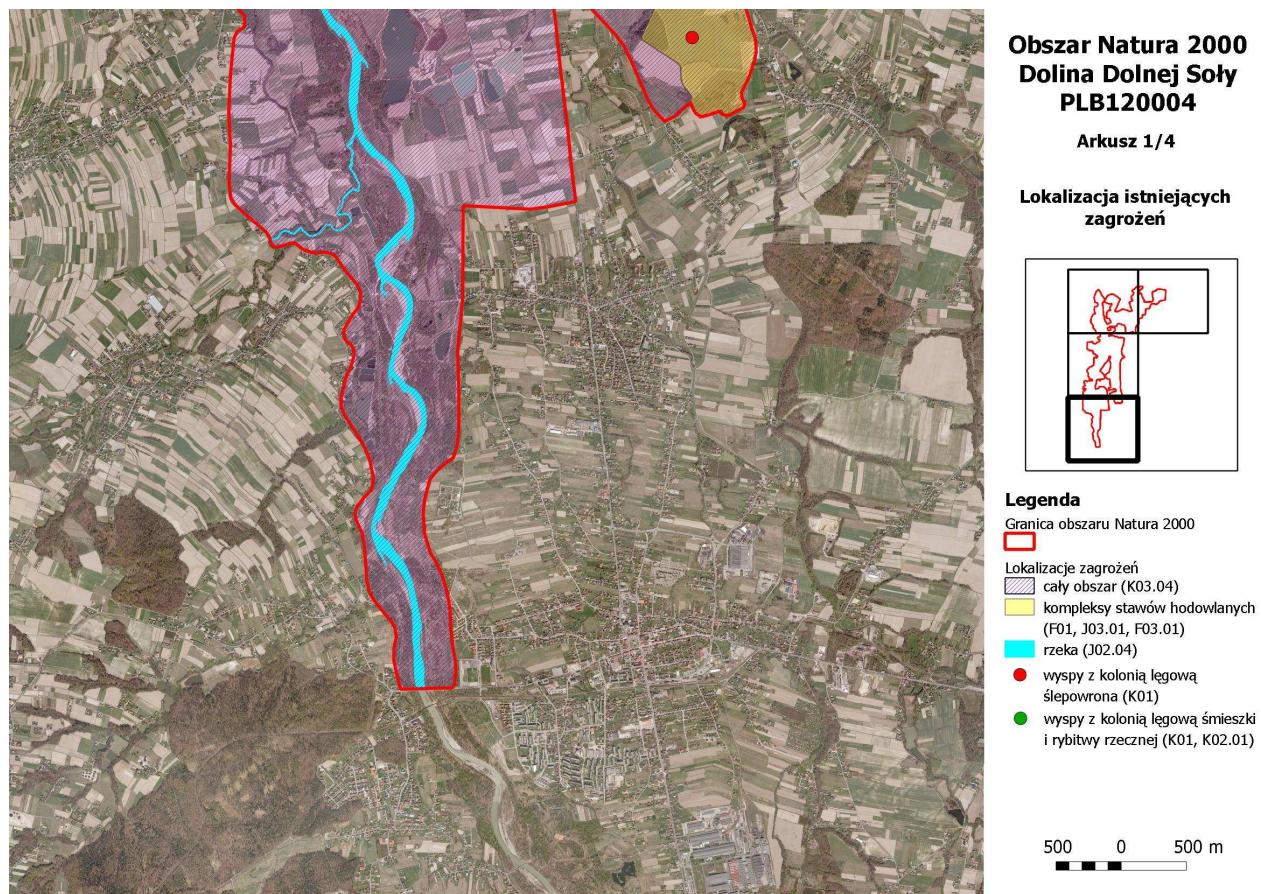 Obszar Natura 2000
Dolina Dolnej Soły
PLB120004
Arkusz 1/4
Lokalizacja istniejących
zagrożeń
Legenda
Granica obszaru Natura 2000
Lokalizacje zagrożeń
cały obszar (K03.04)
kompleksy stawów hodowlanych
(F01, J03.01, F03.01)
rzeka (J02.04)
wyspy z kolonią lęgową
ślepowrona (K01)
wyspy z kolonią lęgową śmieszki
i rybitwy rzecznej (K01, K02.01)
500 0 500 m